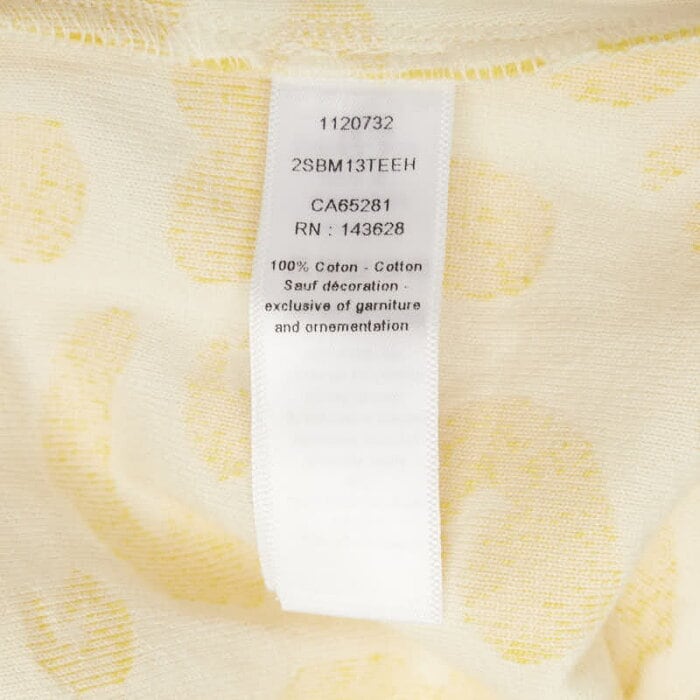 1120732
2SBM13TEEH
CA65281
RN : 143628
100% Coton - Cotton
Sauf décoration -
exclusive of garniture
and ornementation